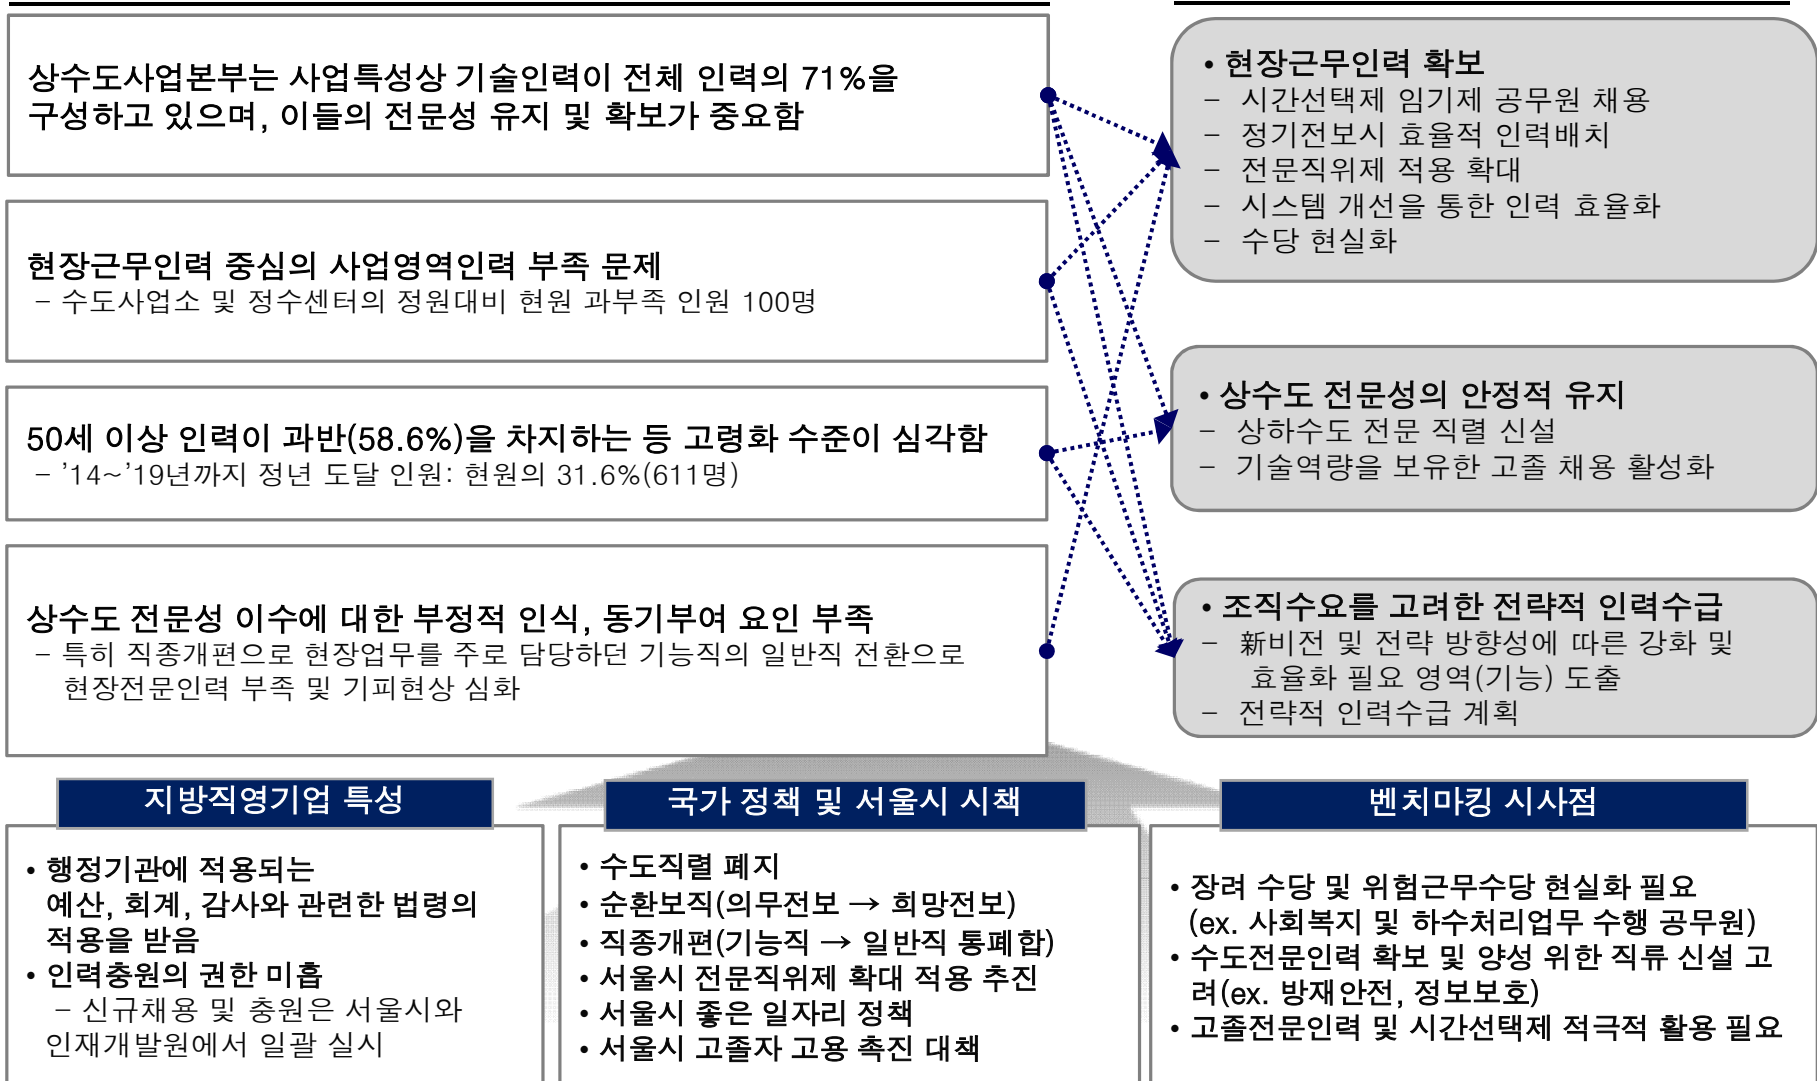 상수도사업본부는 사업특성상 기술인력이 전체 인력의 71%을
구성하고 있으며, 이들의 전문성 유지 및 확보가 중요함
현장근무인력 중심의 사업영역인력 부족 문제
– 수도사업소 및 정수센터의 정원대비 현원 과부족 인원 100명
50세 이상 인력이 과반(58.6%)을 차지하는 등 고령화 수준이 심각함
– ’14~’19년까지 정년 도달 인원: 현원의 31.6%(611명)
상수도 전문성 이수에 대한 부정적 인식, 동기부여 요인 부족
– 특히 직종개편으로 현장업무를 주로 담당하던 기능직의 일반직 전환으로
현장전문인력 부족 및 기피현상 심화
• 현장근무인력 확보
– 시간선택제 임기제 공무원 채용
– 정기전보시 효율적 인력배치
– 전문직위제 적용 확대
– 시스템 개선을 통한 인력 효율화
– 수당 현실화
• 상수도 전문성의 안정적 유지
– 상하수도 전문 직렬 신설
– 기술역량을 보유한 고졸 채용 활성화
• 조직수요를 고려한 전략적 인력수급
– 新비전 및 전략 방향성에 따른 강화 및
효율화 필요 영역(기능) 도출
– 전략적 인력수급 계획
지방직영기업 특성
• 행정기관에 적용되는
예산, 회계, 감사와 관련한 법령의
적용을 받음
• 인력충원의 권한 미흡
– 신규채용 및 충원은 서울시와
인재개발원에서 일괄 실시
국가 정책 및 서울시 시책
• 수도직렬 폐지
• 순환보직(의무전보 → 희망전보)
• 직종개편(기능직 → 일반직 통폐합)
• 서울시 전문직위제 확대 적용 추진
• 서울시 좋은 일자리 정책
• 서울시 고졸자 고용 촉진 대책
벤치마킹 시사점
• 장려 수당 및 위험근무수당 현실화 필요
(ex. 사회복지 및 하수처리업무 수행 공무원)
• 수도전문인력 확보 및 양성 위한 직류 신설 고
려(ex. 방재안전, 정보보호)
• 고졸전문인력 및 시간선택제 적극적 활용 필요